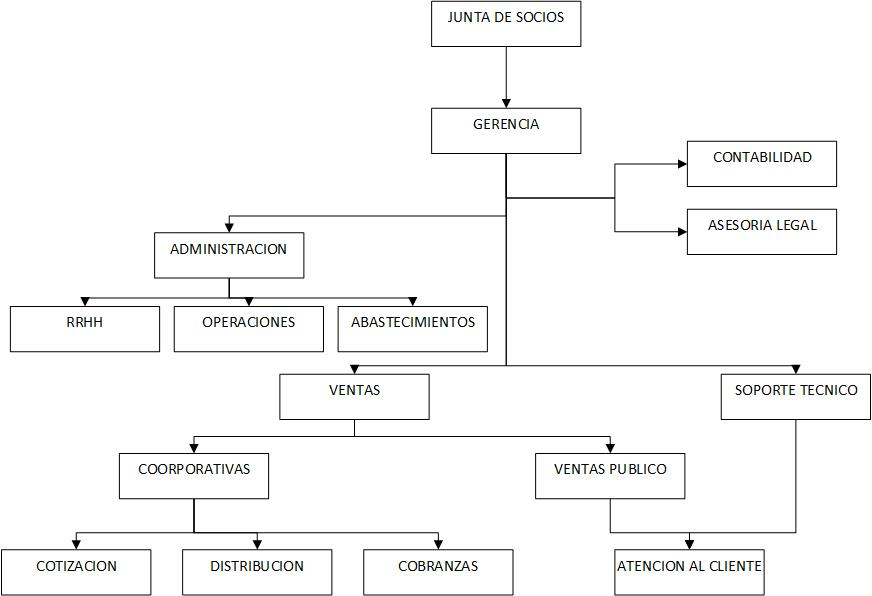 JUNTA DE SOCIOS
GERENCIA
CONTABILIDAD
ASESORIA LEGAL
ADMINISTRACION
RRHH
OPERACIONES
ABASTECIMIENTOS
VENTAS
SOPORTE TECNICO
COORPORATIVAS
VENTAS PUBLICO
COTIZACION
DISTRIBUCION
COBRANZAS
ATENCION AL CLIENTE